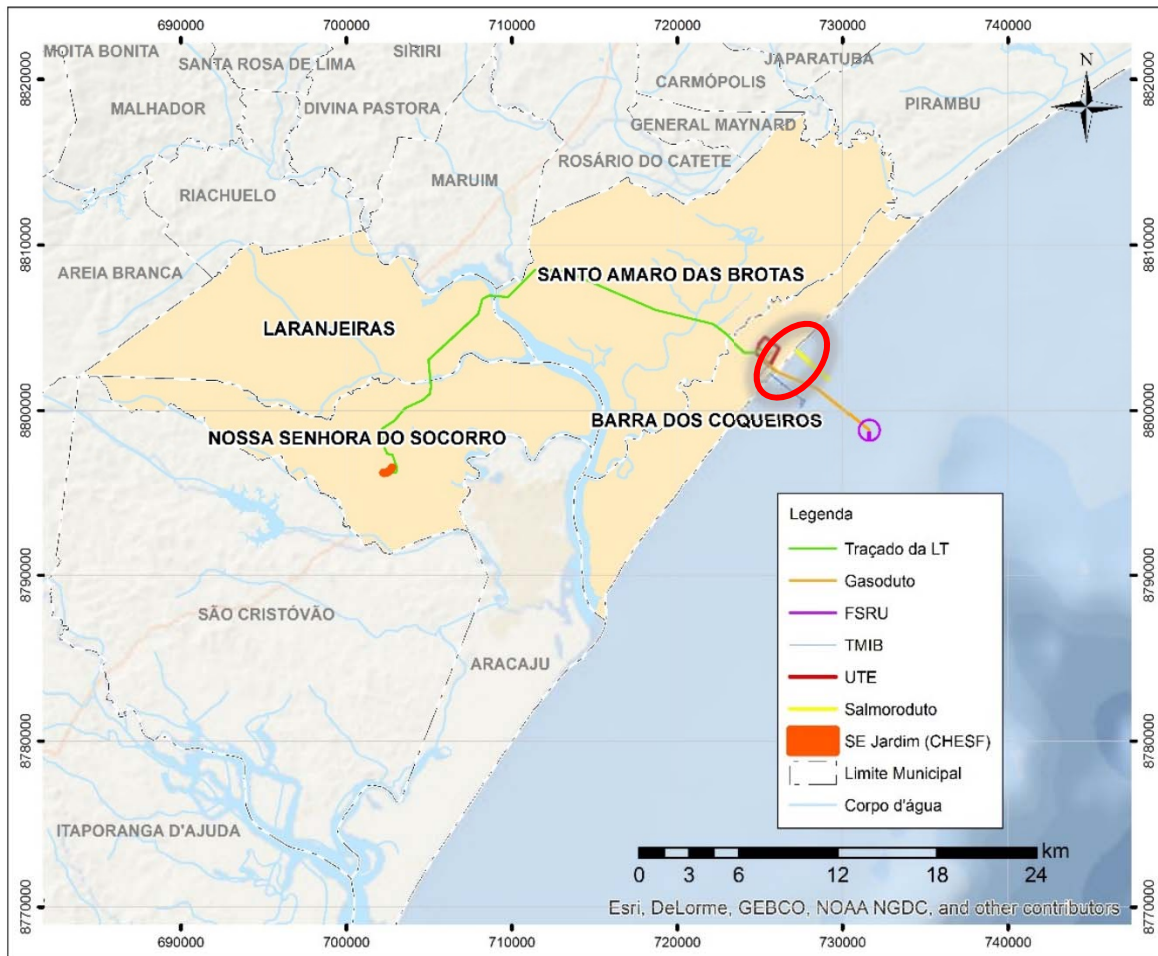 690000 700000 710000 720000 730000 740000
MOITA BONITA
SANTA ROSA DE LIMA
SIRIRI
JAPARATUBA
N
8820000
8820000
CARMÓPOLIS
MALHADOR
DIVINA PASTORA
PIRAMBU
GENERAL MAYNARD
ROSÁRIO DO CATETE
MARUIM
RIACHUELO
8810000
8810000
AREIA BRANCA
SANTO AMARO DAS BROTAS
LARANJEIRAS
8800000
8800000
BARRA DOS COQUEIROS
NOSSA SENHORA DO SOCORRO
Legenda
Traçado da LT
Gasoduto
FSRU
TMIB
UTE
Salmoroduto
SE Jardim (CHESF)
Limite Municipal
Corpo d'água
8790000
8790000
SÃO CRISTÓVÃO
ARACAJU
8780000
8780000
ITAPORANGA D'AJUDA
km
0 3 6 12 18 24
Esri, DeLorme, GEBCO, NOAA NGDC, and other contributors
8770000
8770000
690000 700000 710000 720000 730000 740000